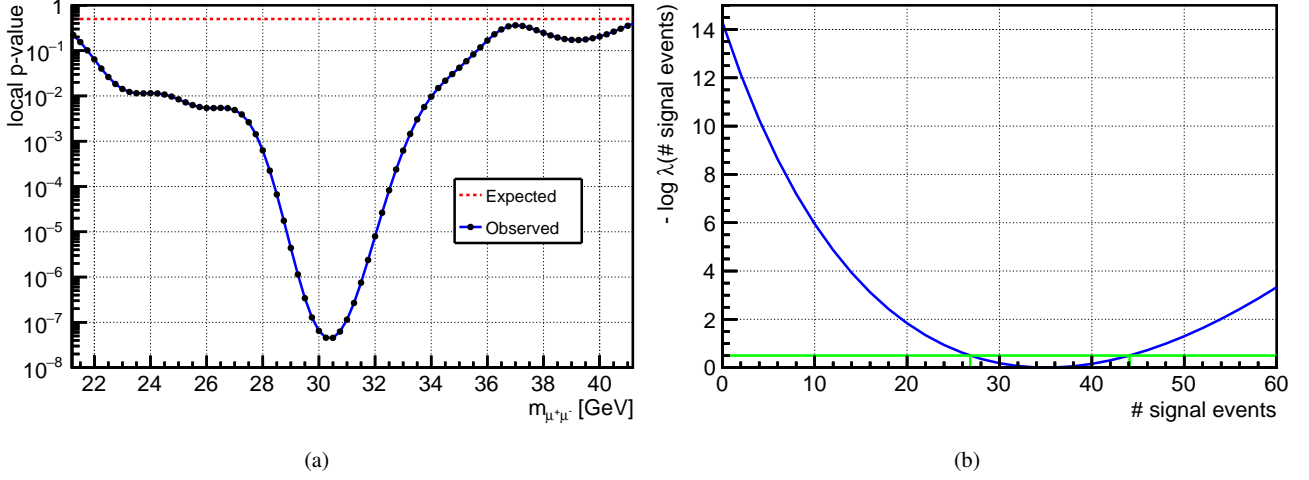 1
10⁻¹
10⁻²
10⁻³
10⁻⁴
10⁻⁵
10⁻⁶
10⁻⁷
10⁻⁸
local p-value
Expected
Observed
22 24 26 28 30 32 34 36 38 40
m_μ⁺μ⁻ [GeV]
(a)
- log λ(# signal events)
14
12
10
8
6
4
2
0
0 10 20 30 40 50 60
# signal events
(b)